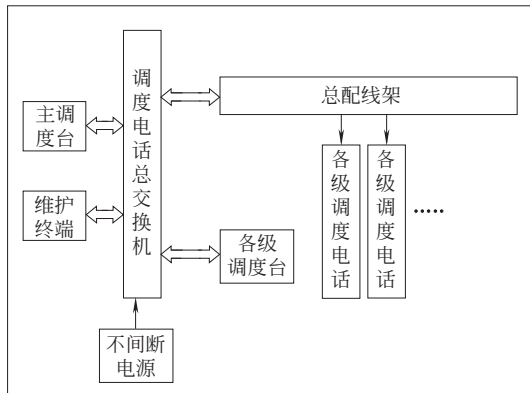 调度电话总交换机
总配线架
主调
度台
各级调度电话
各级调度电话
维护
终端
.....
各级
调度台
不间断
电源